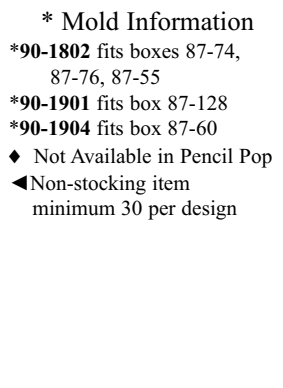 * Mold Information
*90-1802 fits boxes 87-74,
87-76, 87-55
*90-1901 fits box 87-128
*90-1904 fits box 87-60
♦ Not Available in Pencil Pop
◄Non-stocking item
minimum 30 per design